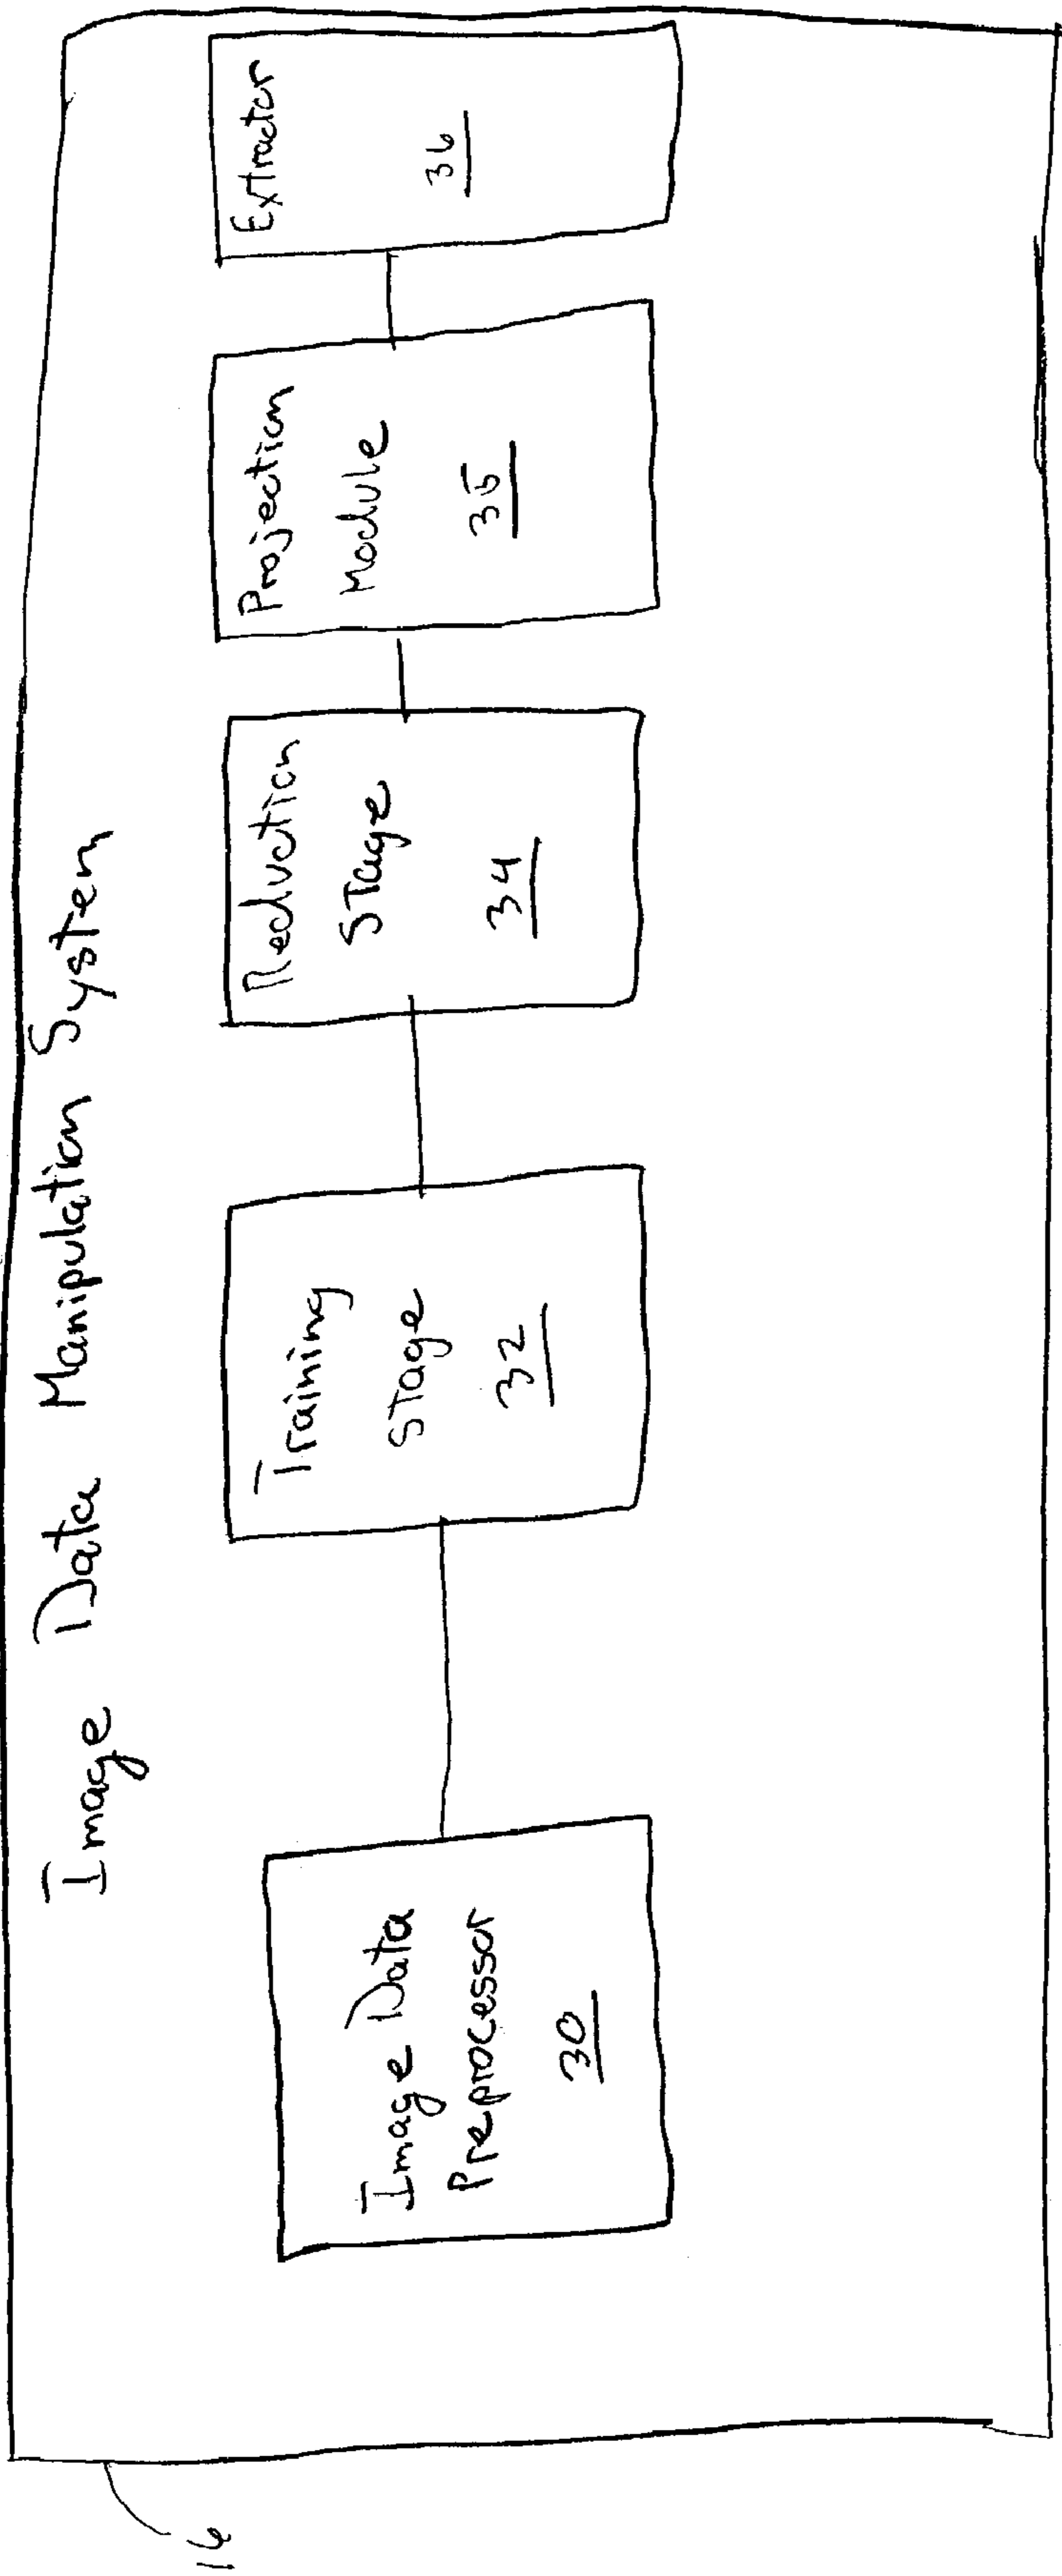 Image Data Manipulation System
Image Data
Preprocessor
30
Training
Stage
32
Reduction
Stage
34
Projection
Module
35
Extractor
36
16